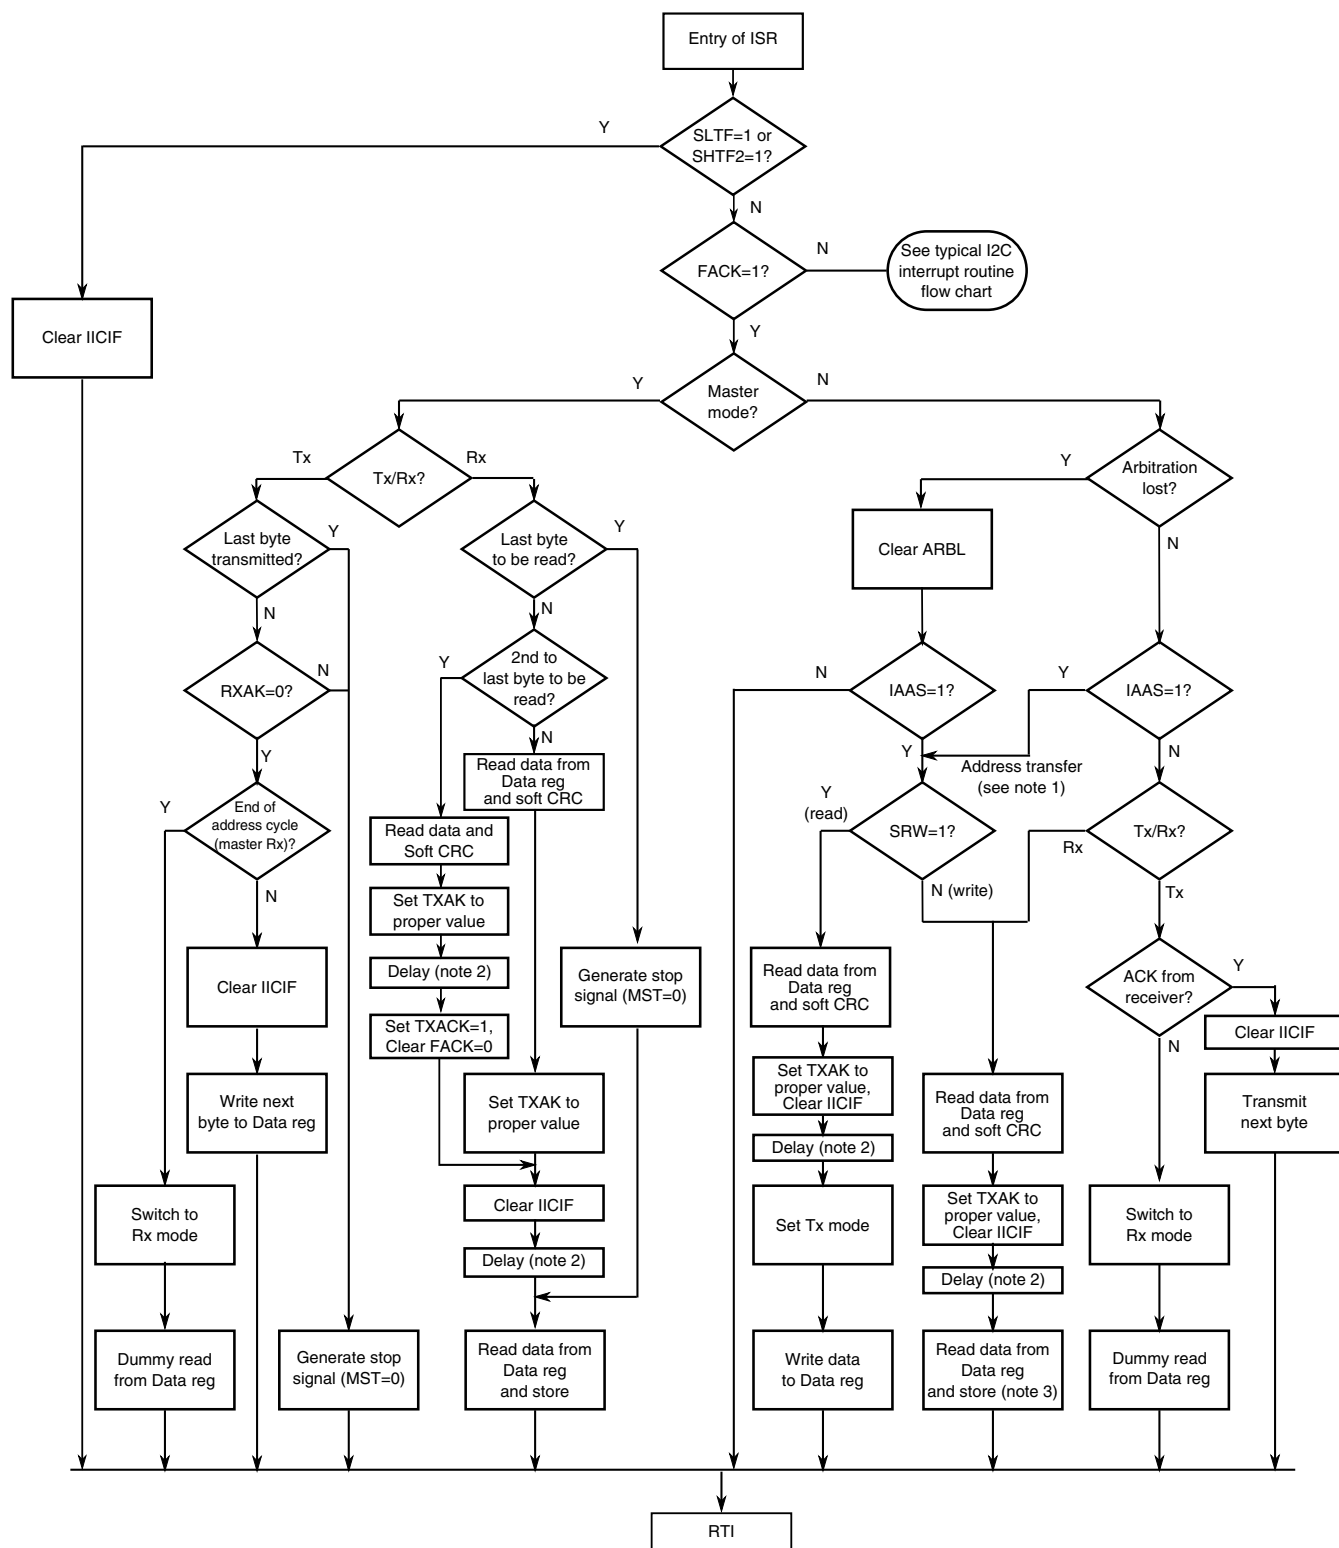 Entry of ISR
Y
SLTF=1 or
SHTF2=1?
N
FACK=1?
N
See typical I2C
interrupt routine
flow chart
Clear IICIF
Y
Y
Master
mode?
N
Tx
Tx/Rx?
Rx
Y
Arbitration
lost?
Last byte
transmitted?
Y
Last byte
to be read?
Y
Clear ARBL
N
N
N
RXAK=0?
N
Y
2nd to
last byte to be
read?
N
IAAS=1?
Y
IAAS=1?
Y
N
Read data from
Data reg
and soft CRC
Y
Address transfer
(see note 1)
N
Y
End of
address cycle
(master Rx)?
Read data and
Soft CRC
Y
(read)
SRW=1?
Rx
Tx/Rx?
N
Set TXAK to
proper value
N (write)
Tx
Clear IICIF
Delay (note 2)
Generate stop
signal (MST=0)
Read data from
Data reg
and soft CRC
ACK from
receiver?
Y
Set TXACK=1,
Clear FACK=0
N
Clear IICIF
Write next
byte to Data reg
Set TXAK to
proper value
Set TXAK to
proper value,
Clear IICIF
Read data from
Data reg
and soft CRC
Transmit
next byte
Delay (note 2)
Switch to
Rx mode
Clear IICIF
Set Tx mode
Set TXAK to
proper value,
Clear IICIF
Switch to
Rx mode
Delay (note 2)
Delay (note 2)
Dummy read
from Data reg
Generate stop
signal (MST=0)
Read data from
Data reg
and store
Write data
to Data reg
Read data from
Data reg
and store (note 3)
Dummy read
from Data reg
RTI